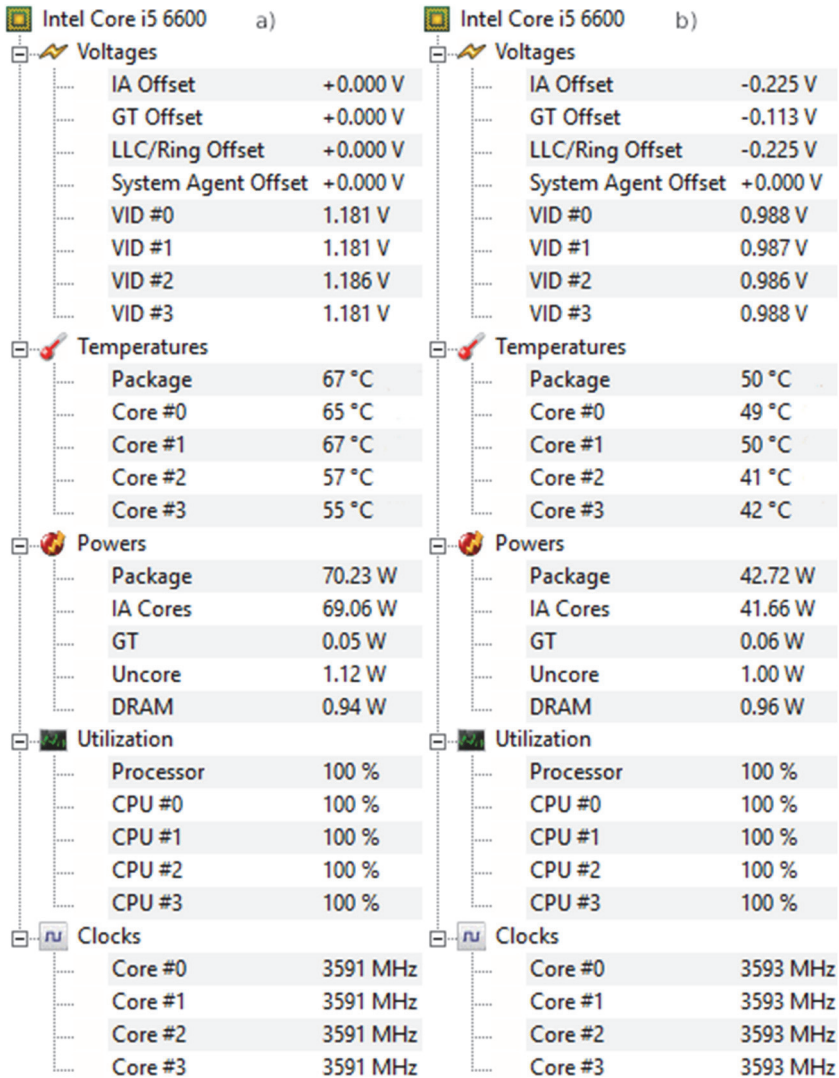 Intel Core i5 6600 a)
Voltages
IA Offset +0.000 V
GT Offset +0.000 V
LLC/Ring Offset +0.000 V
System Agent Offset +0.000 V
VID #0 1.181 V
VID #1 1.181 V
VID #2 1.186 V
VID #3 1.181 V
Temperatures
Package 67 °C
Core #0 65 °C
Core #1 67 °C
Core #2 57 °C
Core #3 55 °C
Powers
Package 70.23 W
IA Cores 69.06 W
GT 0.05 W
Uncore 1.12 W
DRAM 0.94 W
Utilization
Processor 100 %
CPU #0 100 %
CPU #1 100 %
CPU #2 100 %
CPU #3 100 %
Clocks
Core #0 3591 MHz
Core #1 3591 MHz
Core #2 3591 MHz
Core #3 3591 MHz
Intel Core i5 6600 b)
Voltages
IA Offset -0.225 V
GT Offset -0.113 V
LLC/Ring Offset -0.225 V
System Agent Offset +0.000 V
VID #0 0.988 V
VID #1 0.987 V
VID #2 0.986 V
VID #3 0.988 V
Temperatures
Package 50 °C
Core #0 49 °C
Core #1 50 °C
Core #2 41 °C
Core #3 42 °C
Powers
Package 42.72 W
IA Cores 41.66 W
GT 0.06 W
Uncore 1.00 W
DRAM 0.96 W
Utilization
Processor 100 %
CPU #0 100 %
CPU #1 100 %
CPU #2 100 %
CPU #3 100 %
Clocks
Core #0 3593 MHz
Core #1 3593 MHz
Core #2 3593 MHz
Core #3 3593 MHz